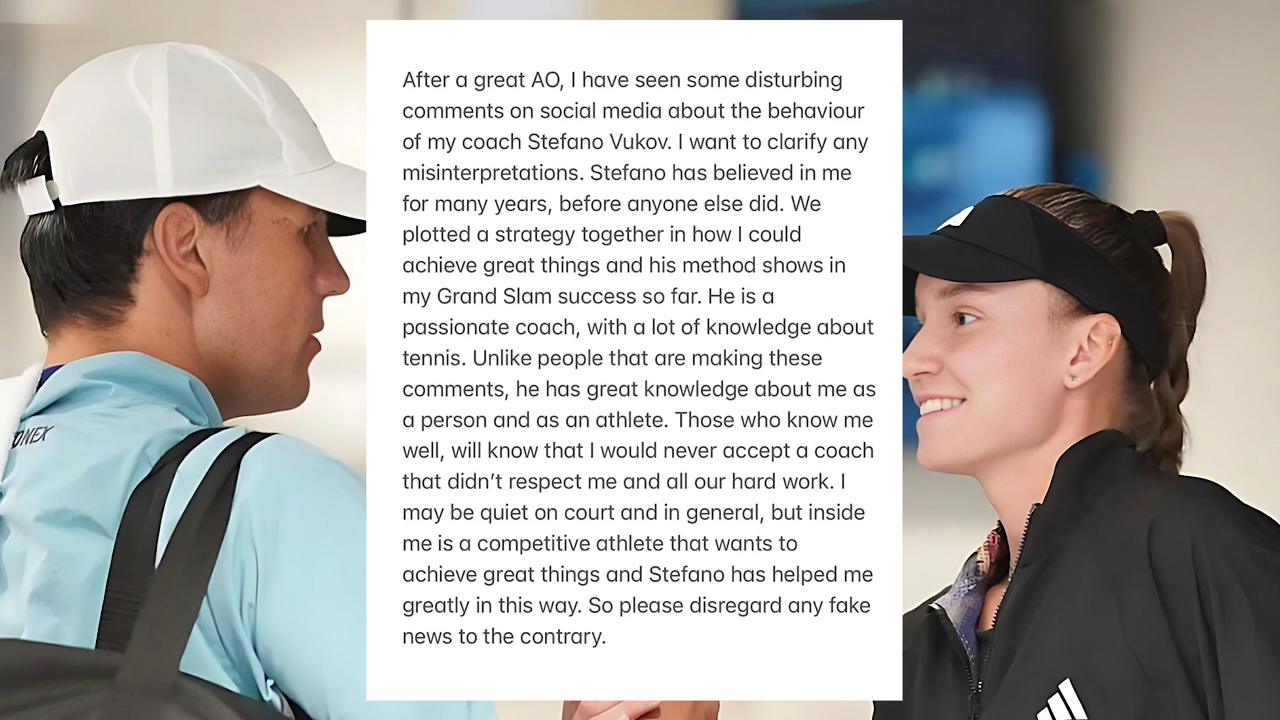 After a great AO, I have seen some disturbing
comments on social media about the behaviour
of my coach Stefano Vukov. I want to clarify any
misinterpretations. Stefano has believed in me
for many years, before anyone else did. We
plotted a strategy together in how I could
achieve great things and his method shows in
my Grand Slam success so far. He is a
passionate coach, with a lot of knowledge about
tennis. Unlike people that are making these
comments, he has great knowledge about me as
a person and as an athlete. Those who know me
well, will know that I would never accept a coach
that didn’t respect me and all our hard work. I
may be quiet on court and in general, but inside
me is a competitive athlete that wants to
achieve great things and Stefano has helped me
greatly in this way. So please disregard any fake
news to the contrary.